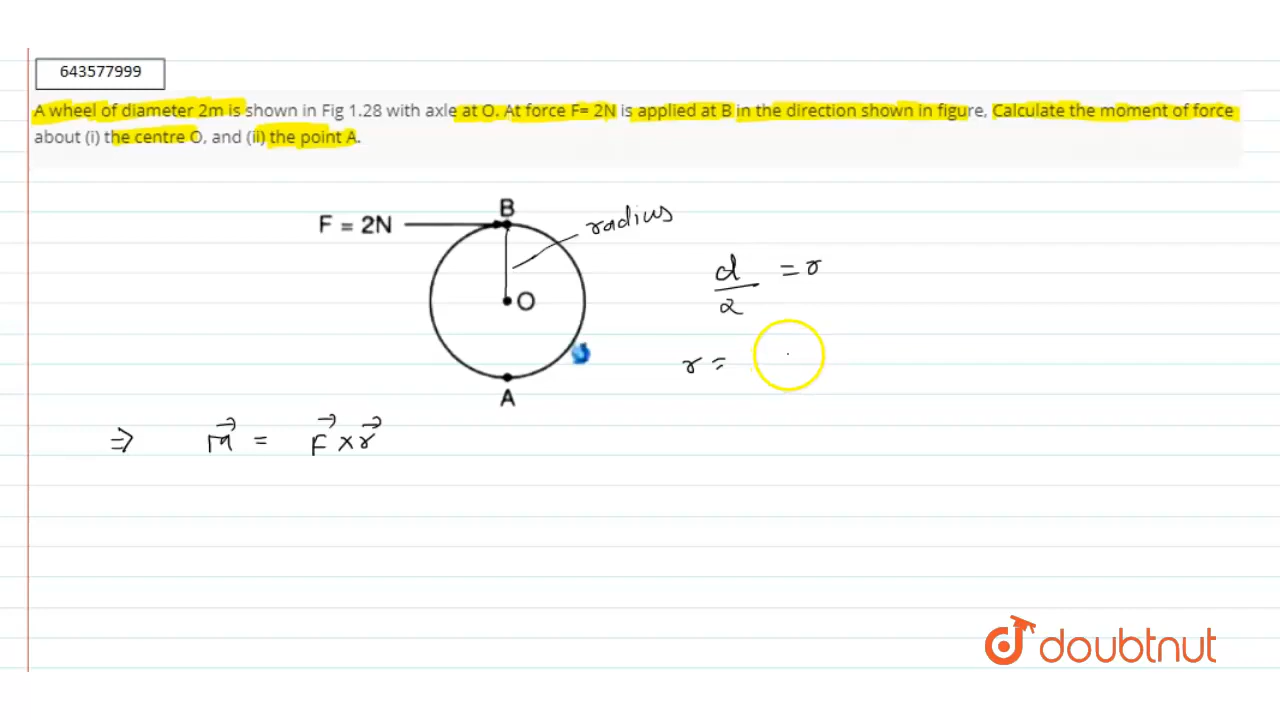 643577999
A wheel of diameter 2m is shown in Fig 1.28 with axle at O. At force F= 2N is applied at B in the direction shown in figure, Calculate the moment of force
about (i) the centre O, and (ii) the point A.
B
radius
F = 2N
d/2 = r
O
r =
A
⇒ M⃗ = F⃗ × r⃗
doubtnut